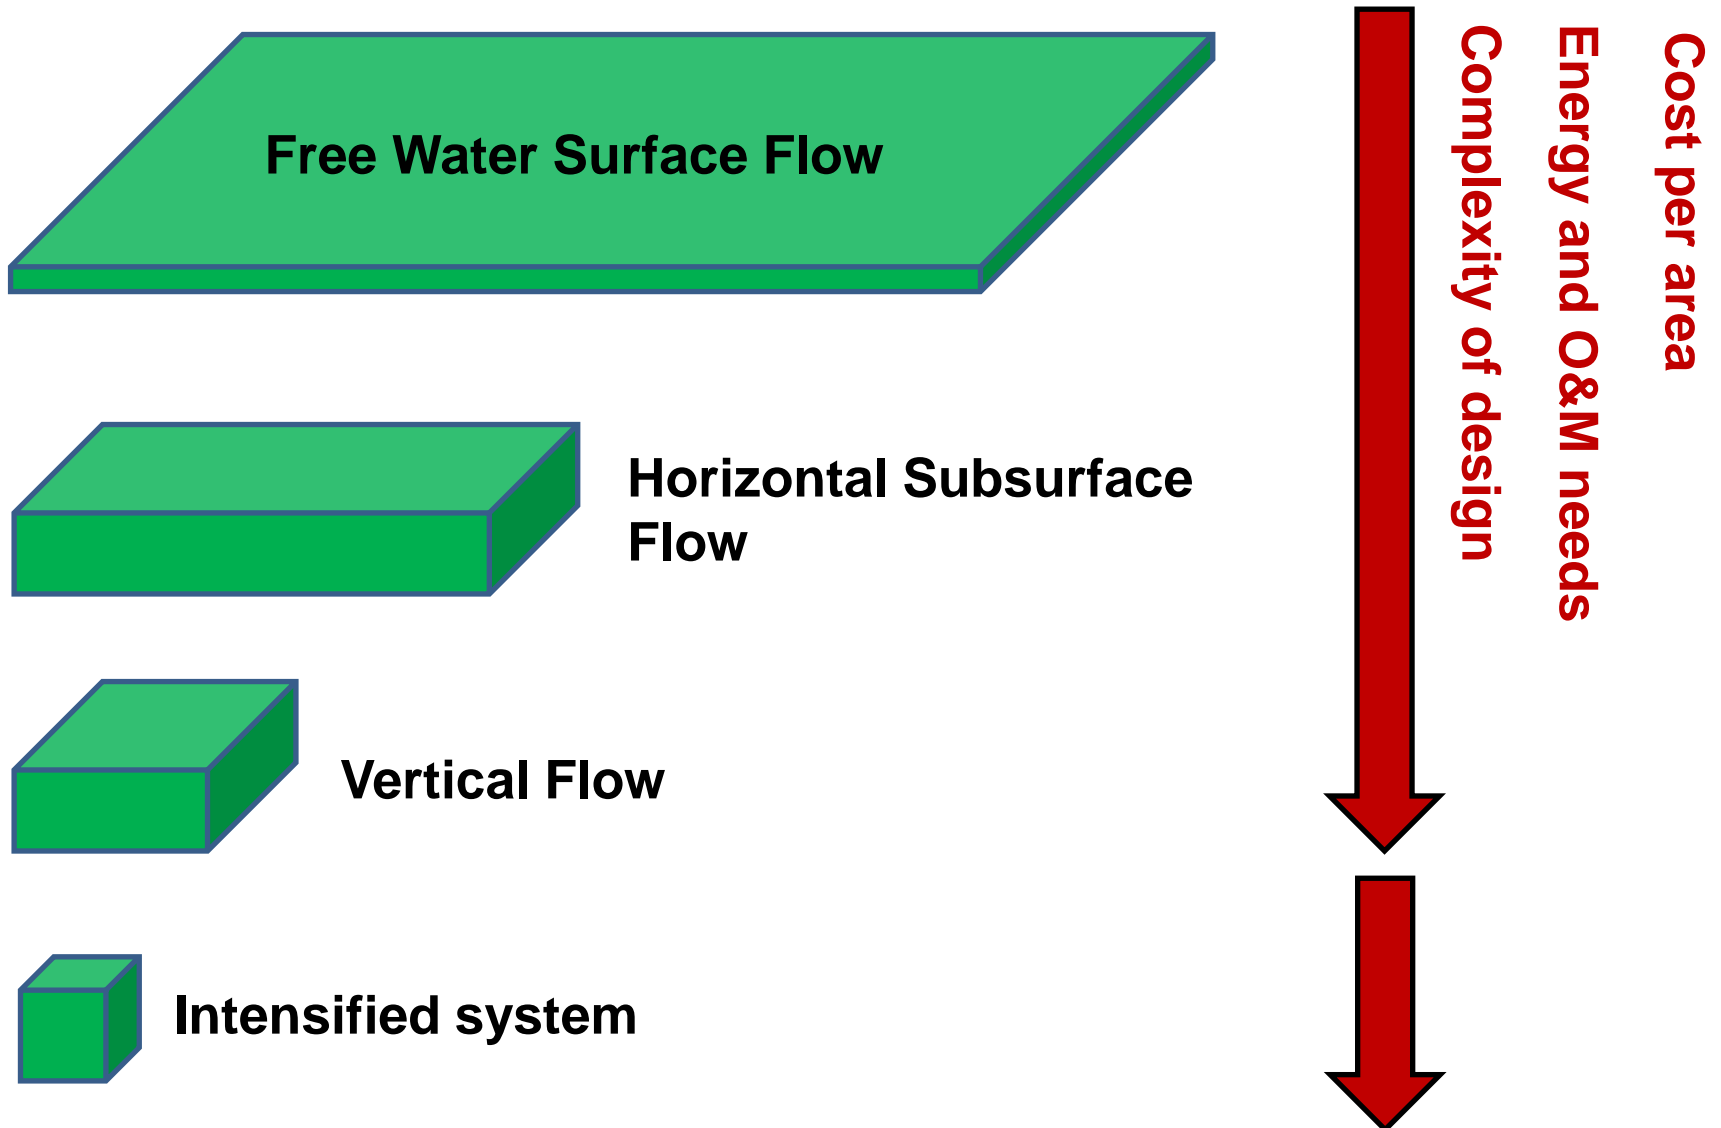 Free Water Surface Flow
Horizontal Subsurface
Flow
Vertical Flow
Intensified system
Cost per area
Energy and O&M needs
Complexity of design